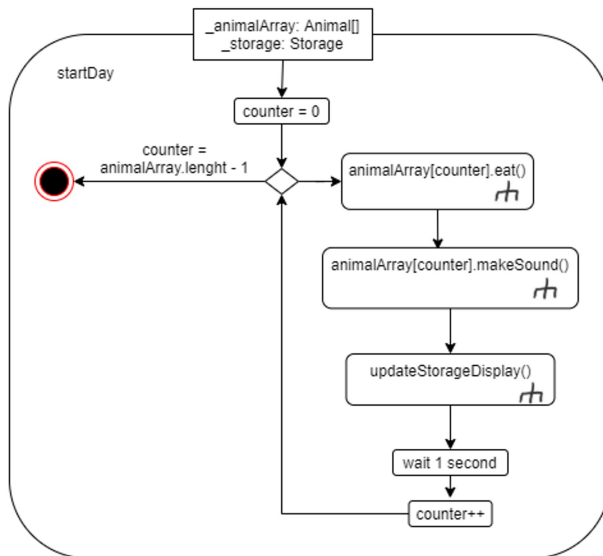 _animalArray: Animal[]
_storage: Storage
startDay
counter = 0
counter =
animalArray.lenght - 1
animalArray[counter].eat()
animalArray[counter].makeSound()
updateStorageDisplay()
wait 1 second
counter++